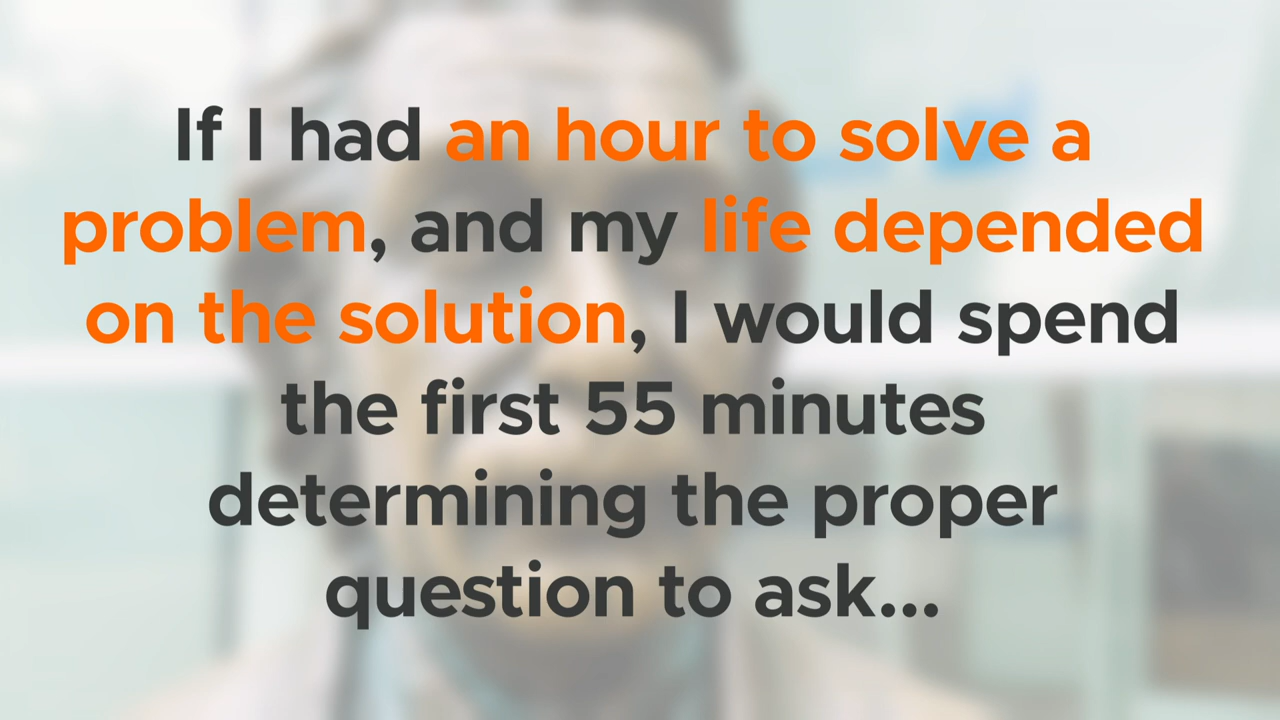 If I had an hour to solve a
problem, and my life depended
on the solution, I would spend
the first 55 minutes
determining the proper
question to ask...